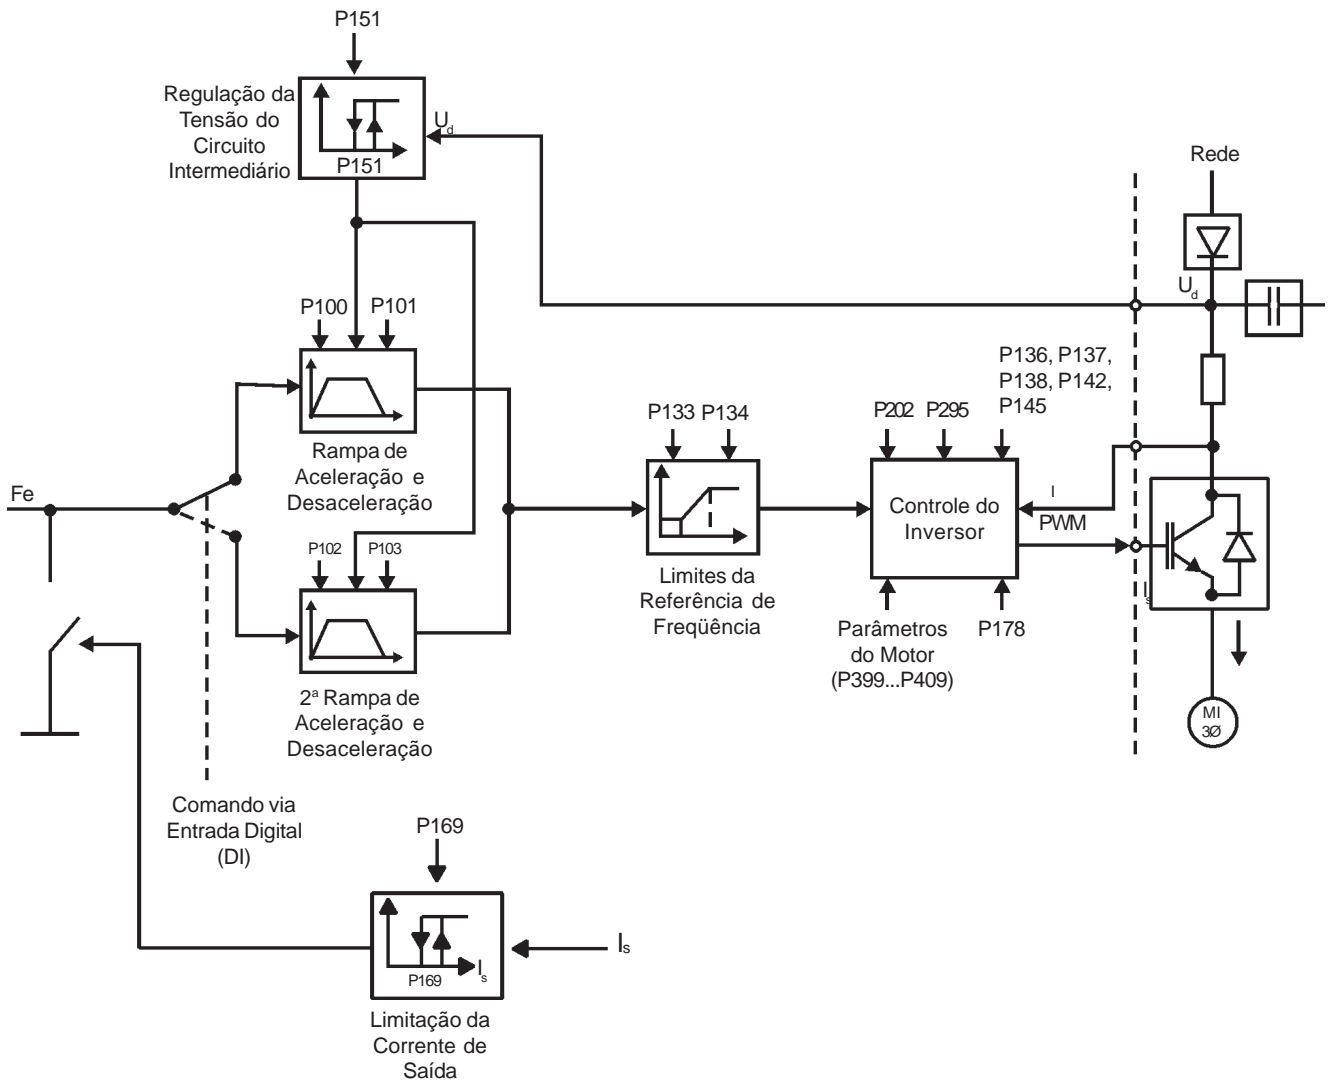 P151
Regulação da
Tensão do
Circuito
Intermediário
P151
Ud
Rede
Ud
P100
P101
P136, P137,
P138, P142,
P145
P133
P134
P202
P295
Rampa de
Aceleração e
Desaceleração
Fe
I
PWM
Controle do
Inversor
P102
P103
Is
Limites da
Referência de
Freqüência
Parâmetros
do Motor
(P399...P409)
P178
2ª Rampa de
Aceleração e
Desaceleração
MI
3Ø
Comando via
Entrada Digital
(DI)
P169
Is
Is
P169
Limitação da
Corrente de
Saída